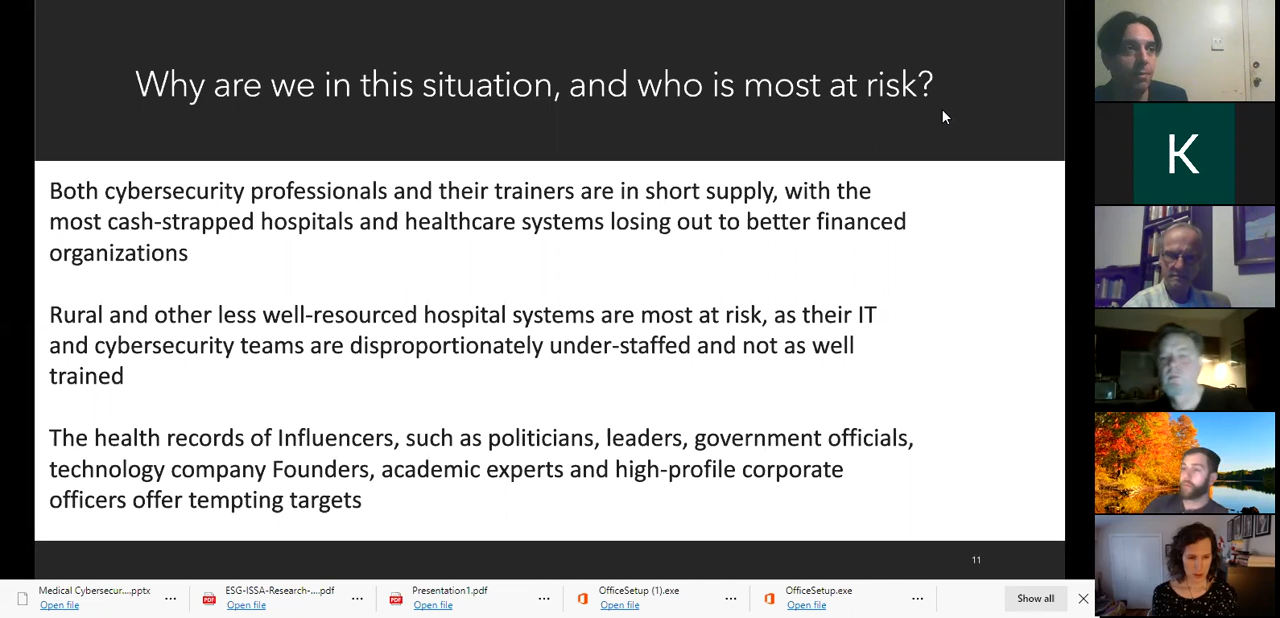 Why are we in this situation, and who is most at risk?
Both cybersecurity professionals and their trainers are in short supply, with the
most cash-strapped hospitals and healthcare systems losing out to better financed
organizations
Rural and other less well-resourced hospital systems are most at risk, as their IT
and cybersecurity teams are disproportionately under-staffed and not as well
trained
The health records of Influencers, such as politicians, leaders, government officials,
technology company Founders, academic experts and high-profile corporate
officers offer tempting targets
11
K
Medical Cybersecur....pptx
Open file
ESG-ISSA-Research-....pdf
Open file
Presentation1.pdf
Open file
OfficeSetup (1).exe
Open file
OfficeSetup.exe
Open file
Show all